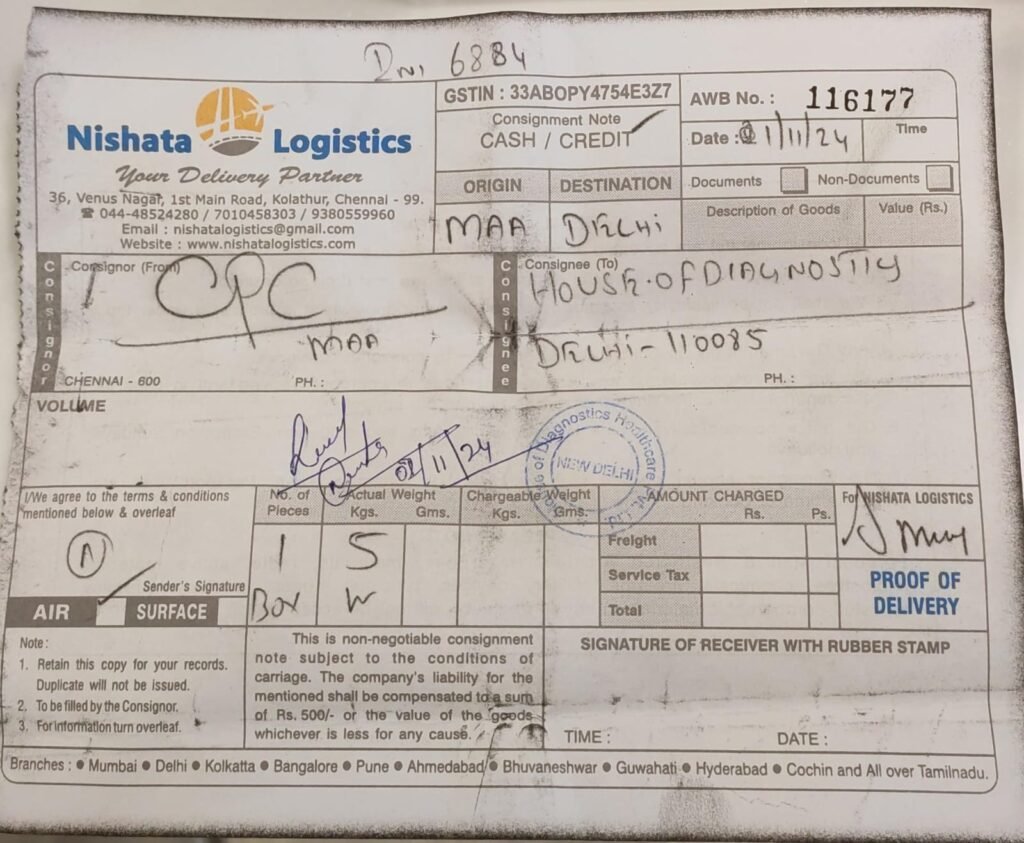 6884
Nishata Logistics
Your Delivery Partner
36, Venus Nagar, 1st Main Road, Kolathur, Chennai - 99.
☎ 044-48524280 / 7010458303 / 9380559960
Email : nishatalogistics@gmail.com
Website : www.nishatalogistics.com
GSTIN : 33ABOPY4754E3Z7
Consignment Note
CASH / CREDIT
AWB No. : 116177
Date : 1/11/24
Time
ORIGIN
DESTINATION
MAA
DELHI
Documents
Non-Documents
Description of Goods
Value (Rs.)
Consignor
Consignor (From)
CPC
MAA
CHENNAI - 600
PH. :
Consignee
Consignee (To)
HOUSE OF DIAGNOSTIC
DELHI-110085
PH. :
VOLUME
02/11/24
of Diagnostics Healthcare Pvt. Ltd
NEW DELHI
I/We agree to the terms & conditions
mentioned below & overleaf
N
Sender's Signature
AIR
SURFACE
No. of
Pieces
1
BOX
Actual Weight
Kgs. Gms.
5
Chargeable Weight
Kgs. Gms.
AMOUNT CHARGED
Rs. Ps.
Freight
Service Tax
Total
For NISHATA LOGISTICS
PROOF OF
DELIVERY
Note :
1. Retain this copy for your records.
Duplicate will not be issued.
2. To be filled by the Consignor.
3. For information turn overleaf.
This is non-negotiable consignment
note subject to the conditions of
carriage. The company's liability for the
mentioned shall be compensated to a sum
of Rs. 500/- or the value of the goods
whichever is less for any cause.
SIGNATURE OF RECEIVER WITH RUBBER STAMP
TIME :
DATE :
Branches : ● Mumbai ● Delhi ● Kolkatta ● Bangalore ● Pune ● Ahmedabad ● Bhuvaneshwar ● Guwahati ● Hyderabad ● Cochin and All over Tamilnadu.